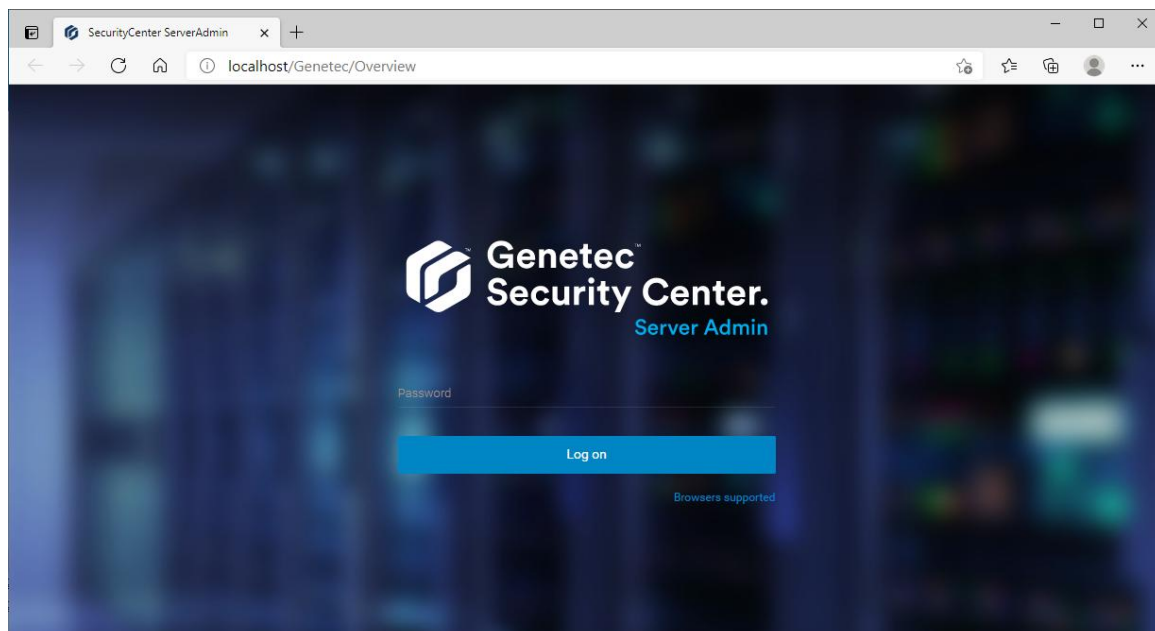 SecurityCenter ServerAdmin
localhost/Genetec/Overview
Genetec™
Security Center.
Server Admin
Password
Log on
Browsers supported